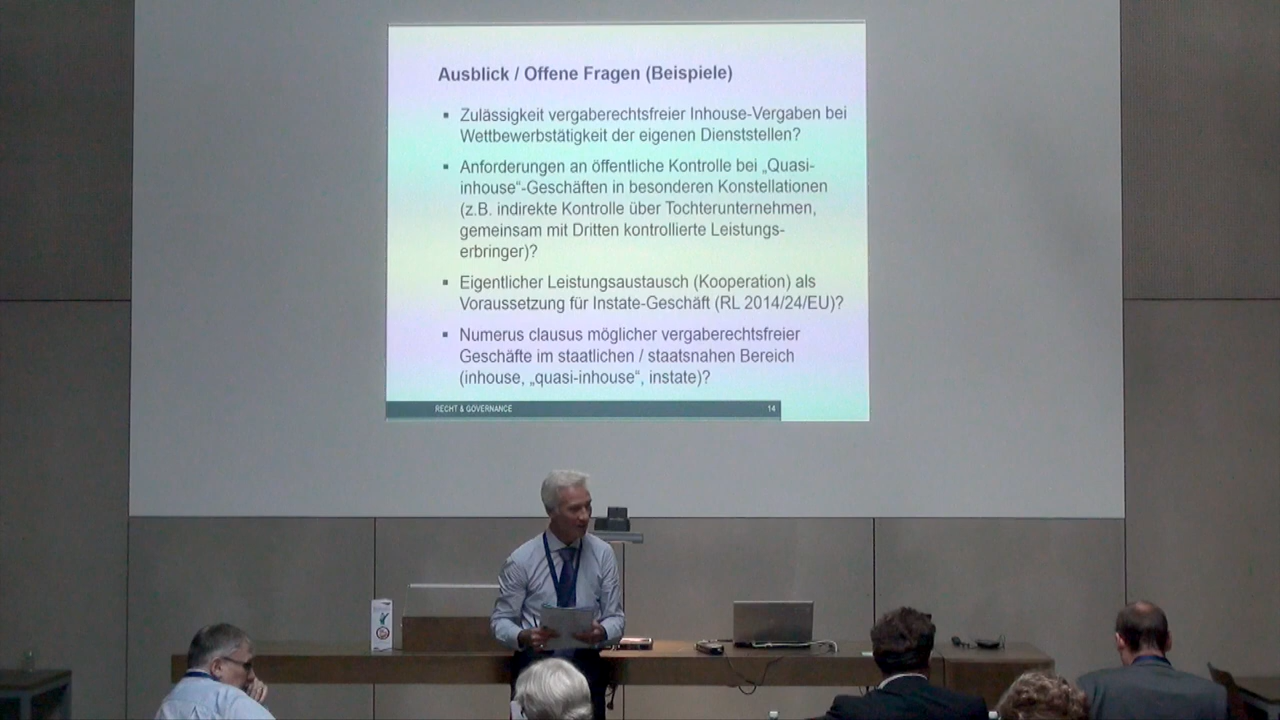 Ausblick / Offene Fragen (Beispiele)
▪ Zulässigkeit vergaberechtsfreier Inhouse-Vergaben bei
Wettbewerbstätigkeit der eigenen Dienststellen?
▪ Anforderungen an öffentliche Kontrolle bei „Quasi-
inhouse“-Geschäften in besonderen Konstellationen
(z.B. indirekte Kontrolle über Tochterunternehmen,
gemeinsam mit Dritten kontrollierte Leistungs-
erbringer)?
▪ Eigentlicher Leistungsaustausch (Kooperation) als
Voraussetzung für Instate-Geschäft (RL 2014/24/EU)?
▪ Numerus clausus möglicher vergaberechtsfreier
Geschäfte im staatlichen / staatsnahen Bereich
(inhouse, „quasi-inhouse“, instate)?
RECHT & GOVERNANCE 14